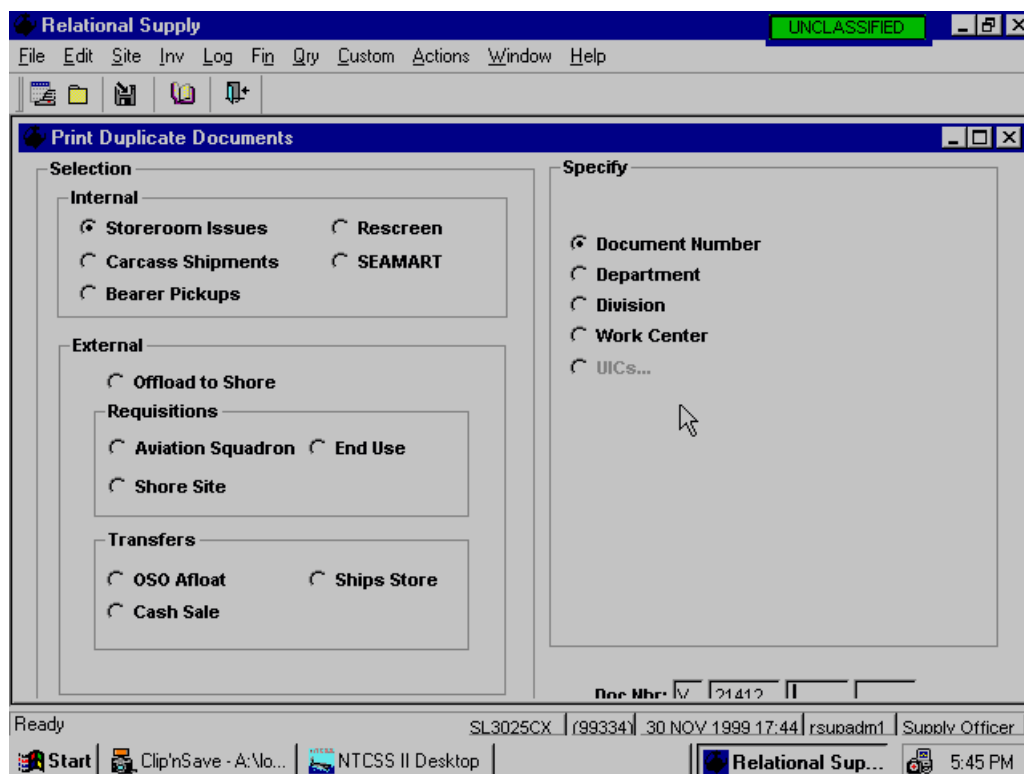 Relational Supply
UNCLASSIFIED
File Edit Site Inv Log Fin Qry Custom Actions Window Help
Print Duplicate Documents
Selection
Internal
Storeroom Issues Rescreen
Carcass Shipments SEAMART
Bearer Pickups
External
Offload to Shore
Requisitions
Aviation Squadron End Use
Shore Site
Transfers
OSO Afloat Ships Store
Cash Sale
Specify
Document Number
Department
Division
Work Center
UICs...
Doc Nbr: V 21412
Ready SL3025CX (99334) 30 NOV 1999 17:44 rsupadm1 Supply Officer
Start Clip'nSave - A:\lo... NTCSS II Desktop Relational Sup... 5:45 PM